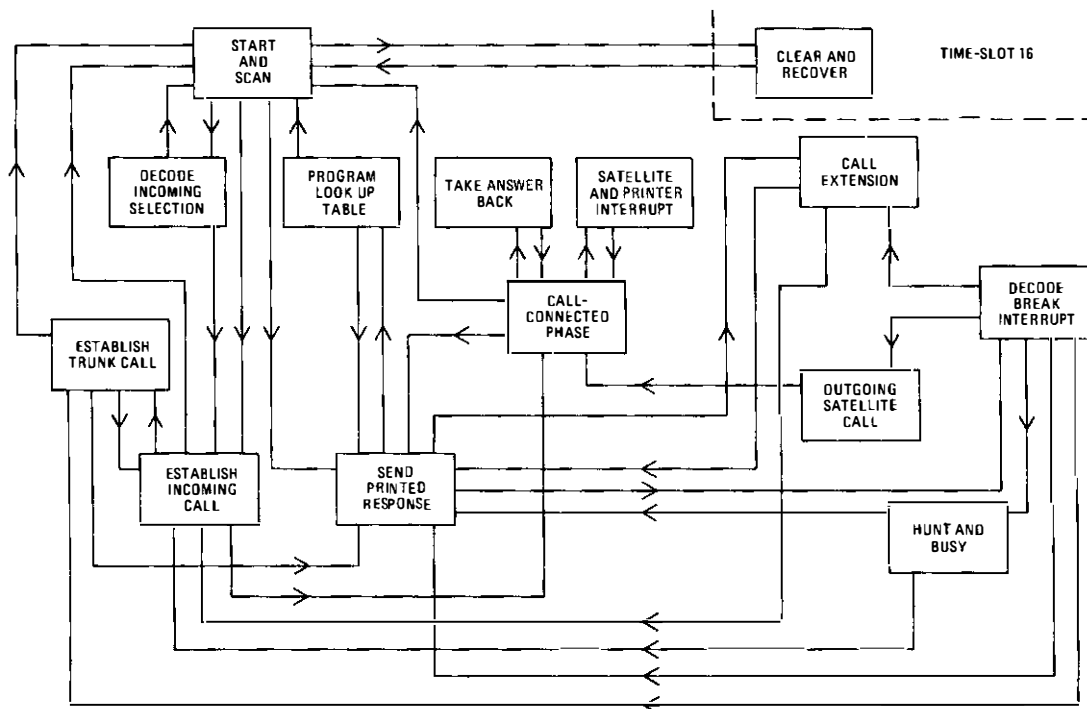 START
AND
SCAN
CLEAR AND
RECOVER
TIME-SLOT 16
DECODE
INCOMING
SELECTION
PROGRAM
LOOK UP
TABLE
TAKE ANSWER
BACK
SATELLITE
AND PRINTER
INTERRUPT
CALL
EXTENSION
CALL-
CONNECTED
PHASE
DECODE
BREAK
INTERRUPT
ESTABLISH
TRUNK CALL
OUTGOING
SATELLITE
CALL
ESTABLISH
INCOMING
CALL
SEND
PRINTED
RESPONSE
HUNT AND
BUSY